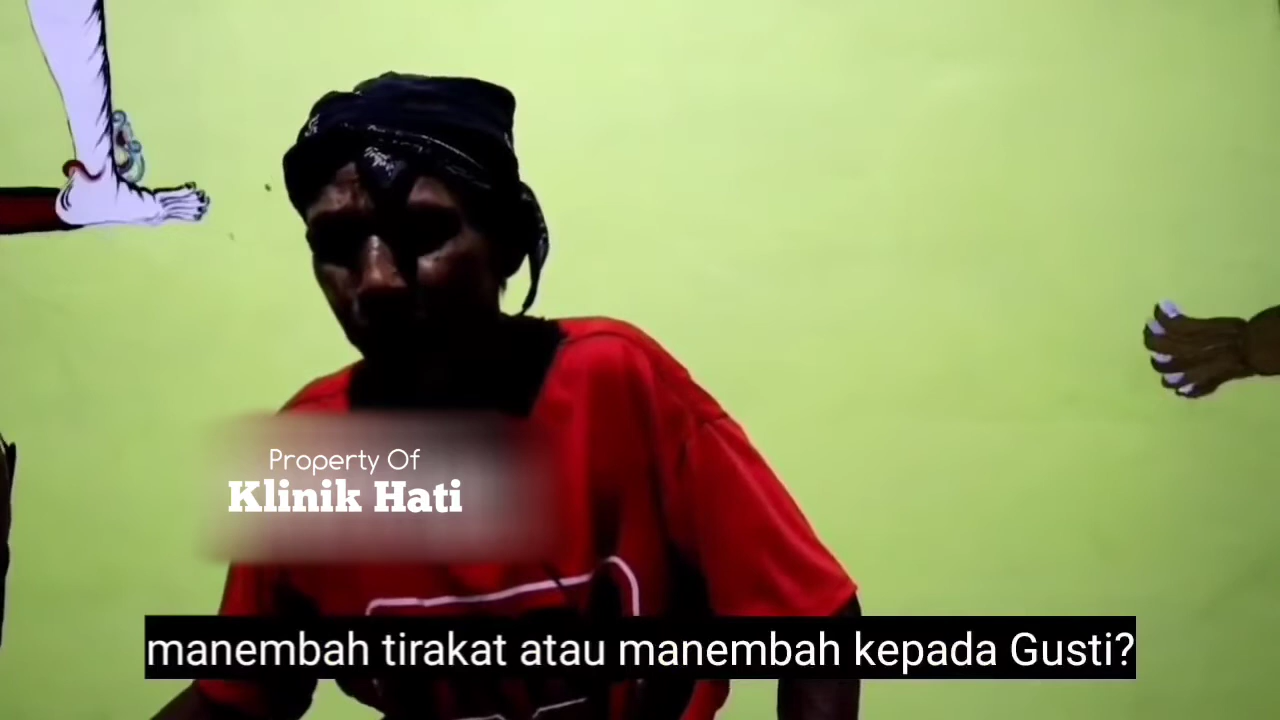 Property Of
Klinik Hati
manembah tirakat atau manembah kepada Gusti?